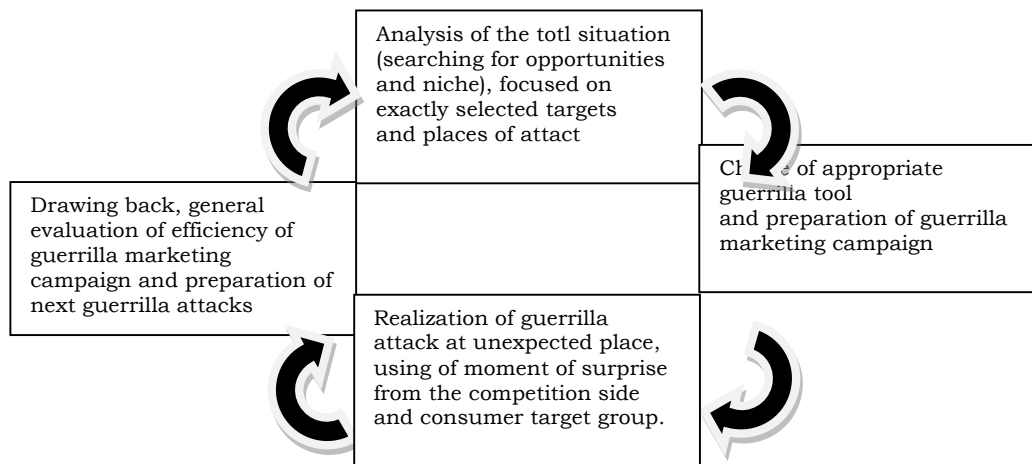 Analysis of the totl situation
(searching for opportunities
and niche), focused on
exactly selected targets
and places of attact
of appropriate
guerrilla tool
and preparation of guerrilla
marketing campaign
Realization of guerrilla
attack at unexpected place,
using of moment of surprise
from the competition side
and consumer target group.
Drawing back, general
evaluation of efficiency of
guerrilla marketing
campaign and preparation of
next guerrilla attacks